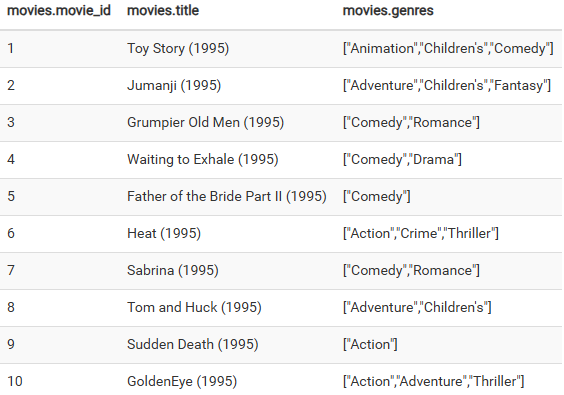 movies.movie_id movies.title movies.genres
1 Toy Story (1995) ["Animation","Children's","Comedy"]
2 Jumanji (1995) ["Adventure","Children's","Fantasy"]
3 Grumpier Old Men (1995) ["Comedy","Romance"]
4 Waiting to Exhale (1995) ["Comedy","Drama"]
5 Father of the Bride Part II (1995) ["Comedy"]
6 Heat (1995) ["Action","Crime","Thriller"]
7 Sabrina (1995) ["Comedy","Romance"]
8 Tom and Huck (1995) ["Adventure","Children's"]
9 Sudden Death (1995) ["Action"]
10 GoldenEye (1995) ["Action","Adventure","Thriller"]